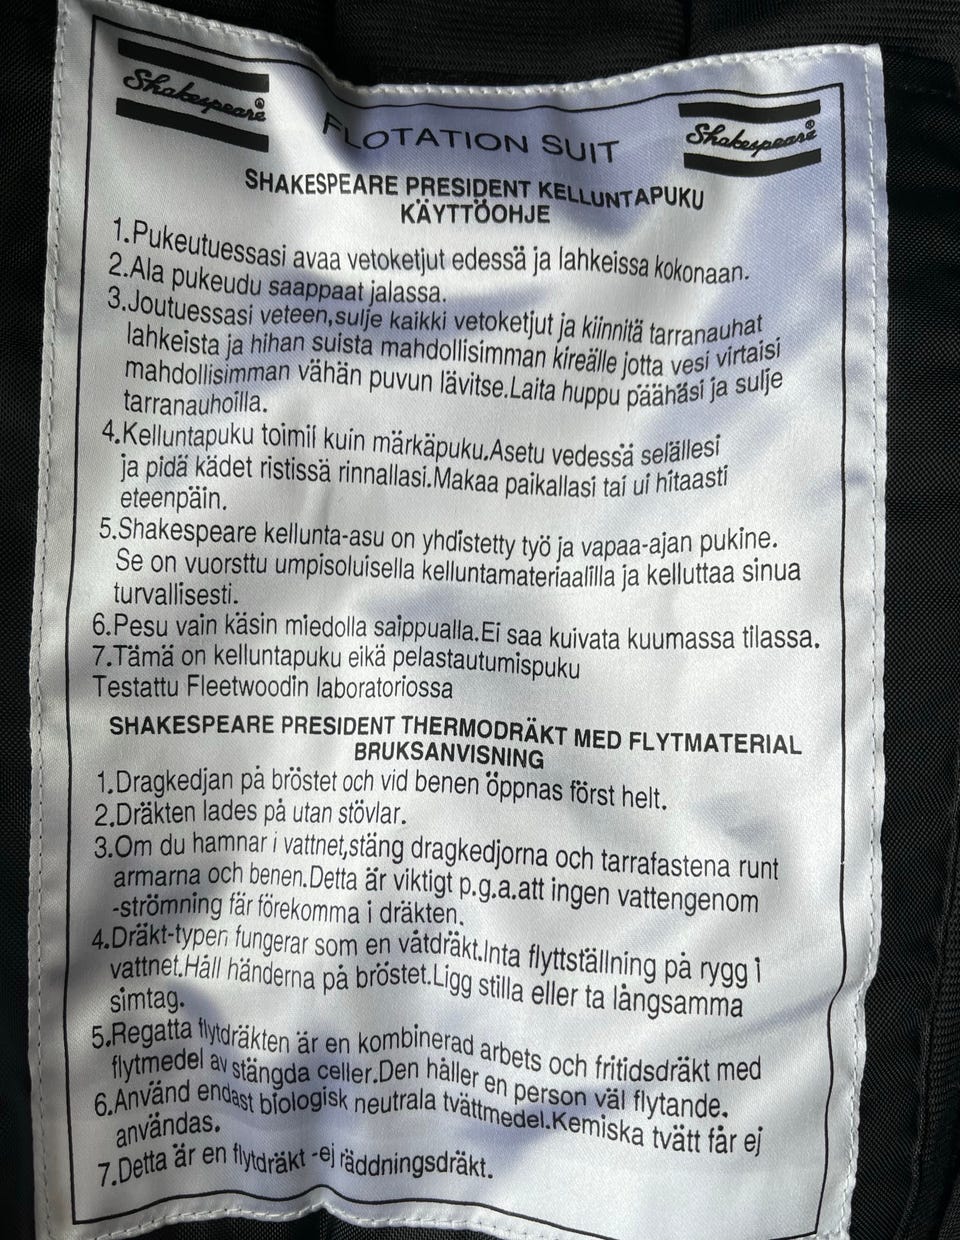 Shakespeare®
Shakespeare®
FLOTATION SUIT
SHAKESPEARE PRESIDENT KELLUNTAPUKU
KÄYTTÖOHJE
1.Pukeutuessasi avaa vetoketjut edessä ja lahkeissa kokonaan.
2.Ala pukeudu saappaat jalassa.
3.Joutuessasi veteen,sulje kaikki vetoketjut ja kiinnitä tarranauhat
lahkeista ja hihan suista mahdollisimman kireälle jotta vesi virtaisi
mahdollisimman vähän puvun lävitse.Laita huppu päähäsi ja sulje
tarranauhoilla.
4.Kelluntapuku toimii kuin märkäpuku.Asetu vedessä selällesi
ja pidä kädet ristissä rinnallasi.Makaa paikallasi tai ui hitaasti
eteenpäin.
5.Shakespeare kellunta-asu on yhdistetty työ ja vapaa-ajan pukine.
Se on vuorsttu umpisoluisella kelluntamateriaalilla ja kelluttaa sinua
turvallisesti.
6.Pesu vain käsin miedolla saippualla.Ei saa kuivata kuumassa tilassa.
7.Tämä on kelluntapuku eikä pelastautumispuku
Testattu Fleetwoodin laboratoriossa
SHAKESPEARE PRESIDENT THERMODRÄKT MED FLYTMATERIAL
BRUKSANVISNING
1.Dragkedjan på bröstet och vid benen öppnas först helt.
2.Dräkten lades på utan stövlar.
3.Om du hamnar i vattnet,stäng dragkedjorna och tarrafastena runt
armarna och benen.Detta är viktigt p.g.a.att ingen vattengenom
-strömning fär förekomma i dräkten.
4.Dräkt-typen fungerar som en våtdräkt.Inta flyttställning på rygg i
vattnet.Håll händerna på bröstet.Ligg stilla eller ta långsamma
simtag.
5.Regatta flytdräkten är en kombinerad arbets och fritidsdräkt med
flytmedel av stängda celler.Den håller en person väl flytande.
6.Använd endast biologisk neutrala tvättmedel.Kemiska tvätt får ej
användas.
7.Detta är en flytdräkt -ej räddningsdräkt.